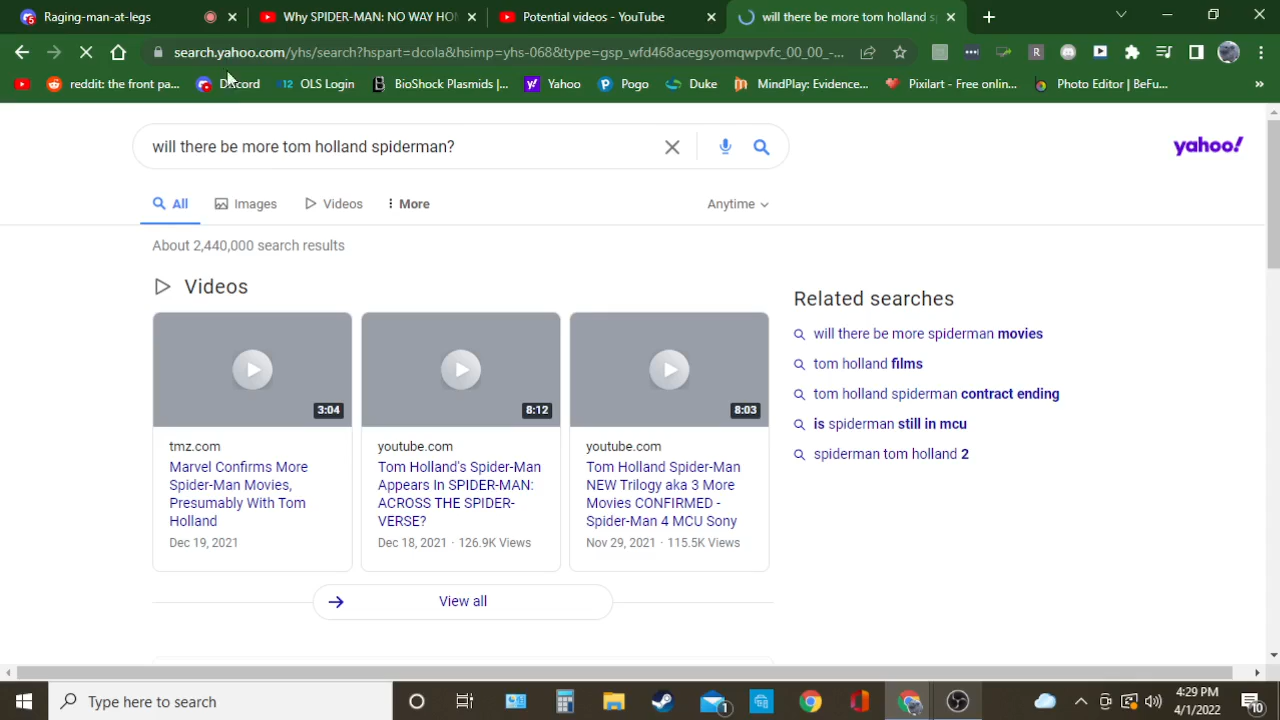 Raging-man-at-legs
Why SPIDER-MAN: NO WAY HO
Potential videos - YouTube
will there be more tom holland s
search.yahoo.com/yhs/search?hspart=dcola&hsimp=yhs-068&type=gsp_wfd468acegsyomqwpvfc_00_00_-...
reddit: the front pa...
Discord
12 OLS Login
BioShock Plasmids |...
Yahoo
Pogo
Duke
MindPlay: Evidence...
Pixilart - Free onlin...
Photo Editor | BeFu...
will there be more tom holland spiderman?
yahoo!
All
Images
Videos
More
Anytime
About 2,440,000 search results
Videos
3:04
tmz.com
Marvel Confirms More
Spider-Man Movies,
Presumably With Tom
Holland
Dec 19, 2021
8:12
youtube.com
Tom Holland's Spider-Man
Appears In SPIDER-MAN:
ACROSS THE SPIDER-
VERSE?
Dec 18, 2021 · 126.9K Views
8:03
youtube.com
Tom Holland Spider-Man
NEW Trilogy aka 3 More
Movies CONFIRMED -
Spider-Man 4 MCU Sony
Nov 29, 2021 · 115.5K Views
View all
Related searches
will there be more spiderman movies
tom holland films
tom holland spiderman contract ending
is spiderman still in mcu
spiderman tom holland 2
Type here to search
1
4:29 PM
4/1/2022
10